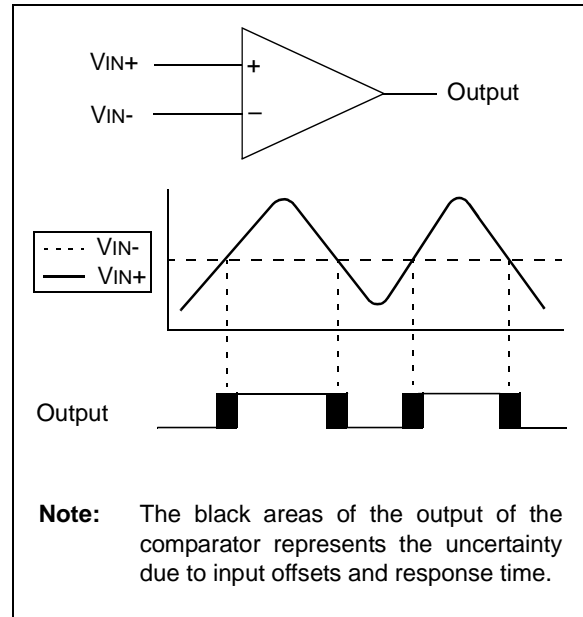 VIN+
+
Output
VIN-
–
VIN-
VIN+
Output
Note: The black areas of the output of the
comparator represents the uncertainty
due to input offsets and response time.